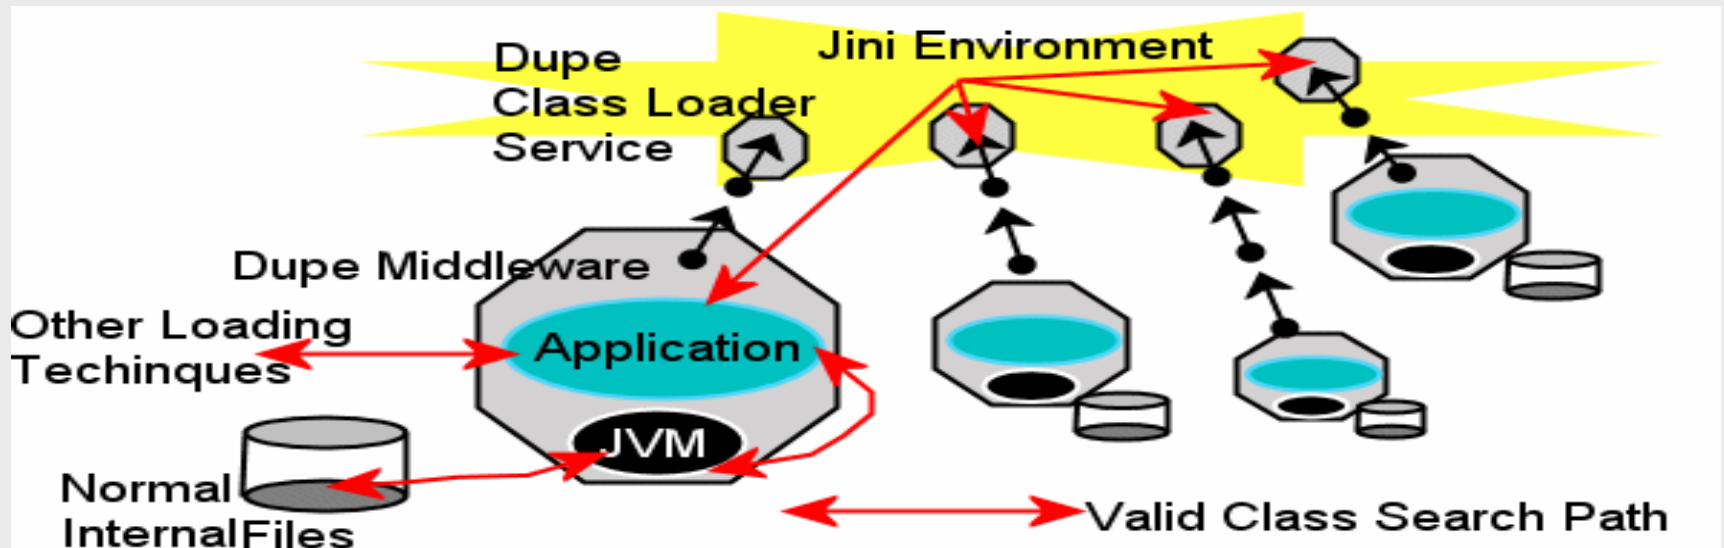 Jini Environment
Dupe
Class Loader
Service
Dupe Middleware
Other Loading
Techinques
Application
JVM
Normal
InternalFiles
Valid Class Search Path